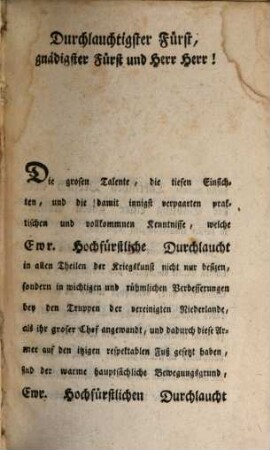 Durchlauchtigster Fürst,
gnädigster Fürst und Herr Herr!
Die grosen Talente, die tiefen Einsich-
ten, und die damit innigst verpaarten prak-
tischen und vollkommnen Kenntnisse, welche
Ewr. Hochfürstliche Durchlaucht
in allen Theilen der Kriegskunst nicht nur besitzen,
sondern in wichtigen und rühmlichen Verbesserungen
bey den Truppen der vereinigten Niederlande,
als ihr groser Chef angewandt, und dadurch diese Ar-
mee auf den itzigen respektablen Fuß gesetzt haben,
sind der warme hauptsächliche Bewegungsgrund,
Ewr. Hochfürstlichen Durchlaucht